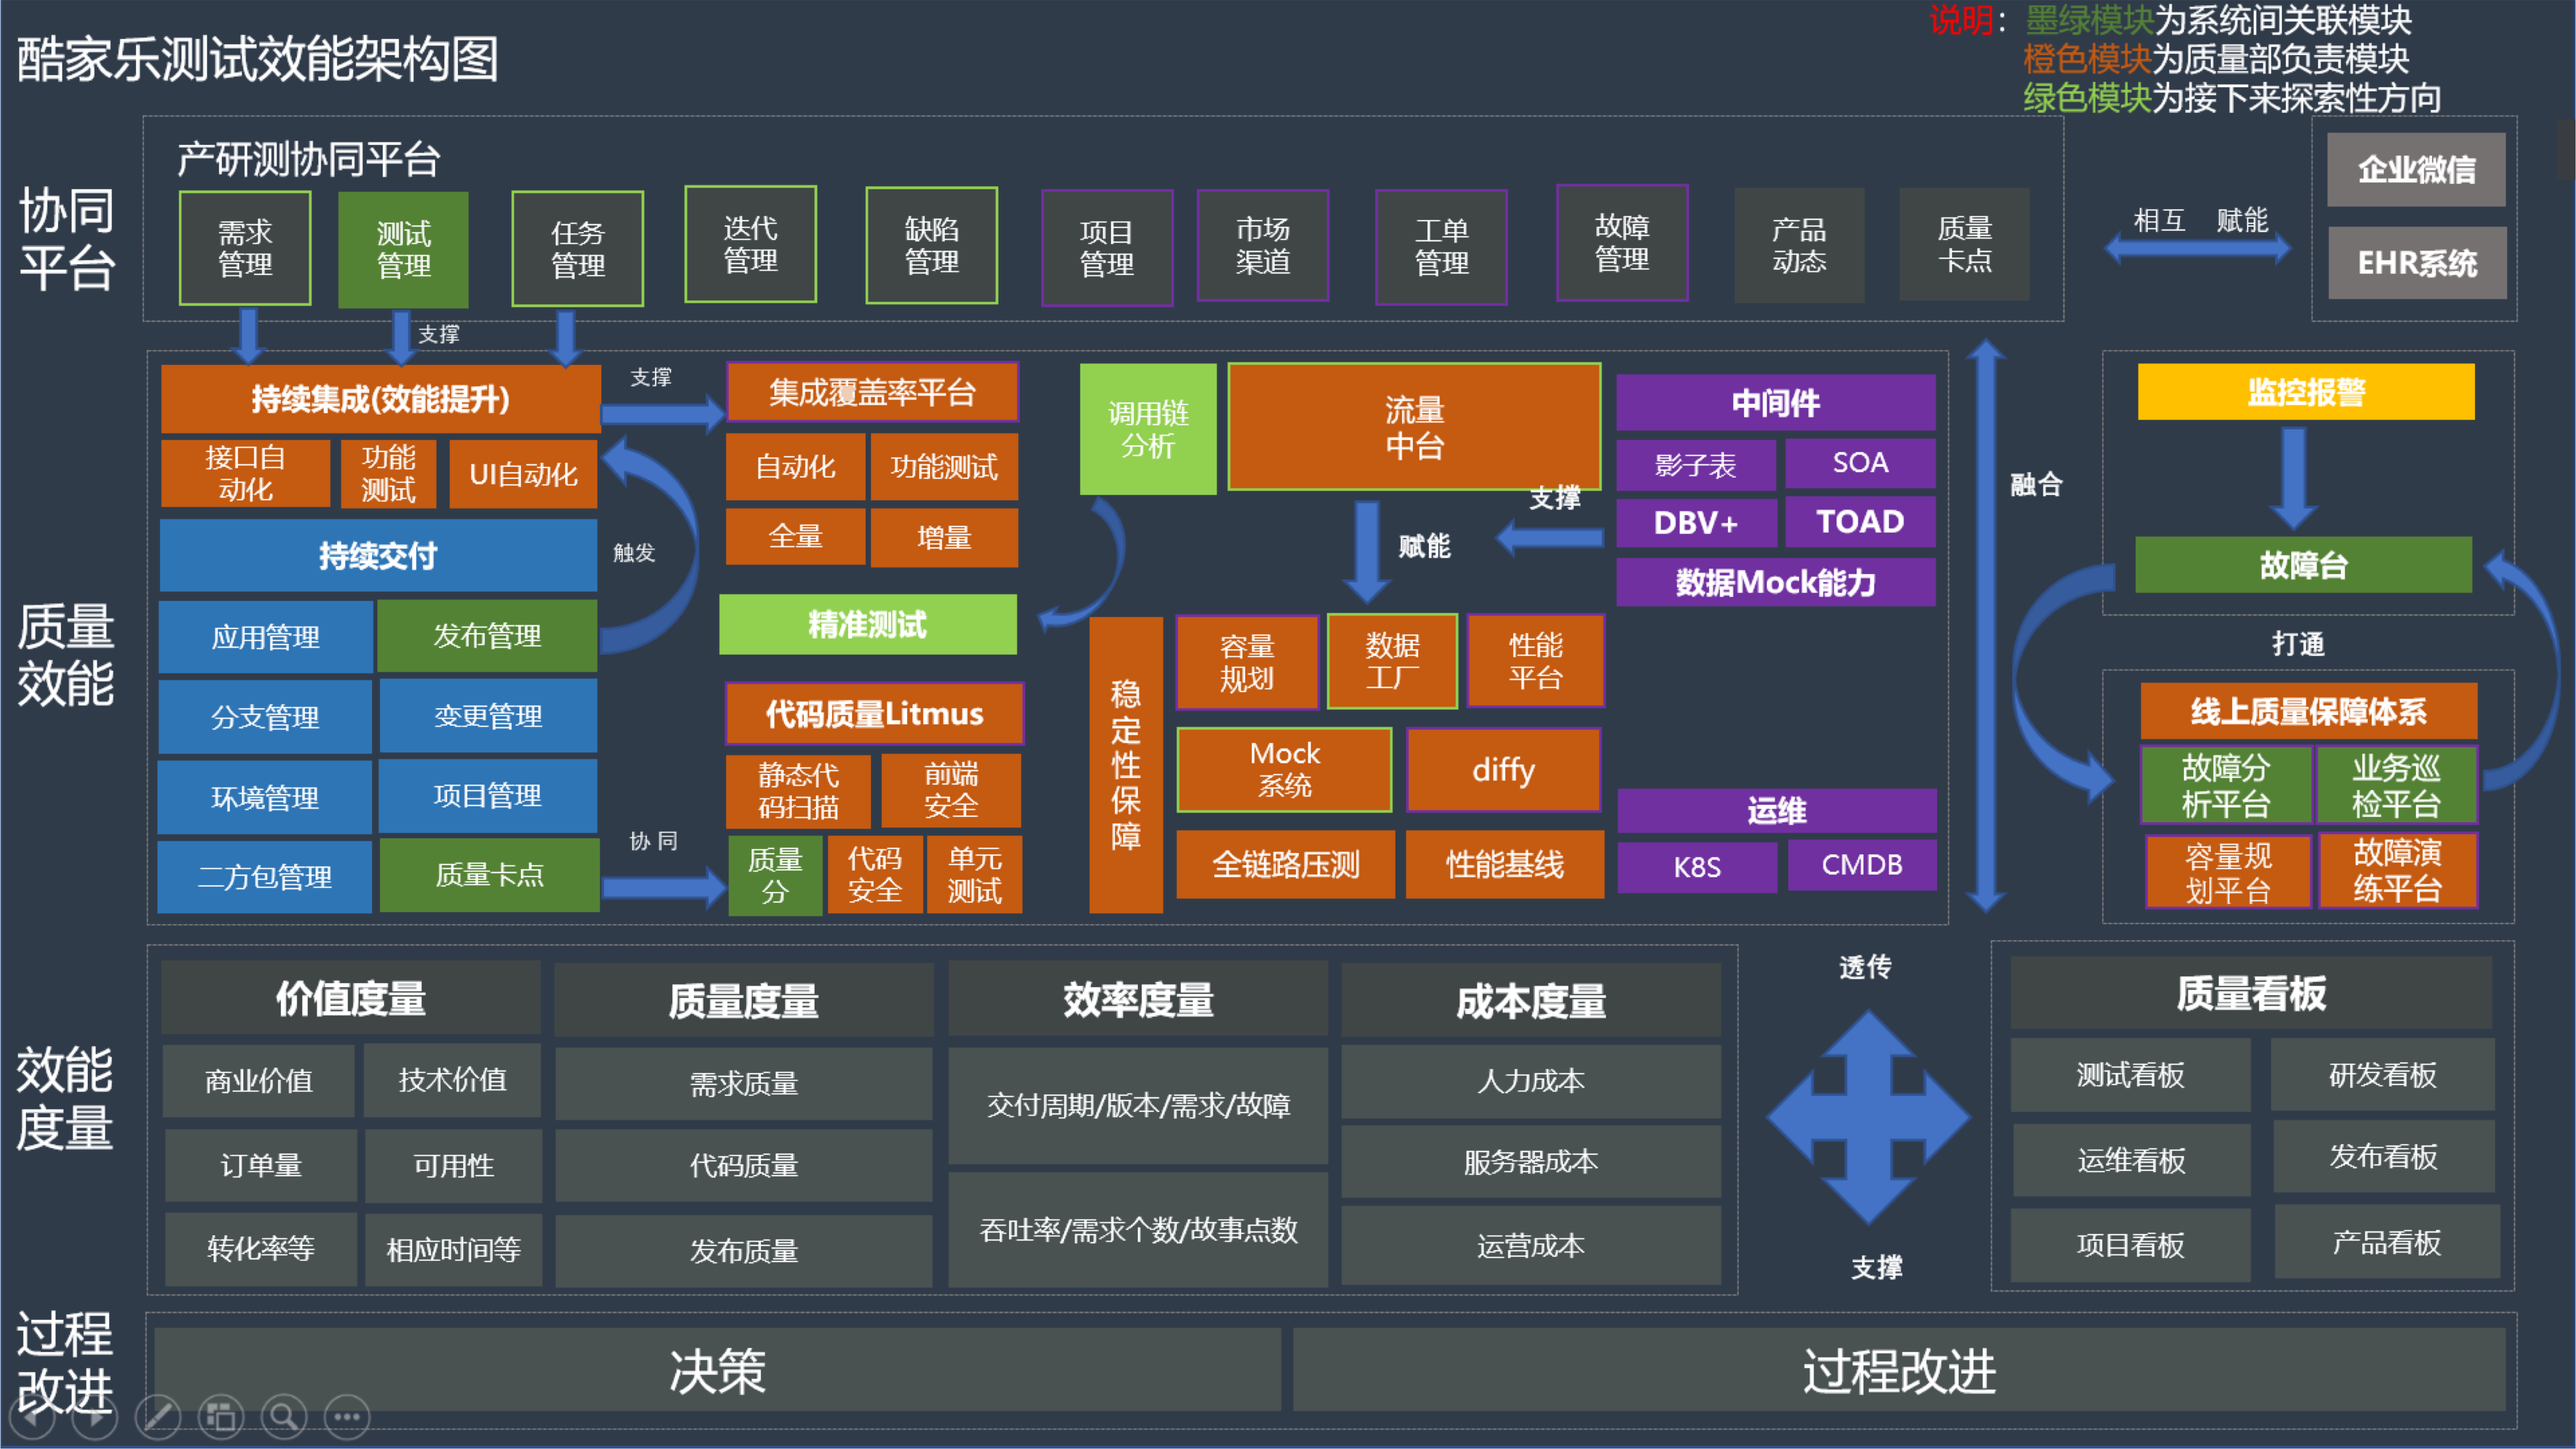 酷家乐测试效能架构图
说明：墨绿模块为系统间关联模块
橙色模块为质量部负责模块
绿色模块为接下来探索性方向
协同
平台
产研测协同平台
需求
管理
测试
管理
任务
管理
迭代
管理
缺陷
管理
项目
管理
市场
渠道
工单
管理
故障
管理
产品
动态
质量
卡点
相互 赋能
企业微信
EHR系统
支撑
质量
效能
持续集成(效能提升)
接口自
动化
功能
测试
UI自动化
持续交付
应用管理
发布管理
分支管理
变更管理
环境管理
项目管理
二方包管理
质量卡点
支撑
触发
协 同
集成覆盖率平台
自动化
功能测试
全量
增量
精准测试
代码质量Litmus
静态代
码扫描
前端
安全
质量
分
代码
安全
单元
测试
调用链
分析
流量
中台
支撑
赋能
稳
定
性
保
障
容量
规划
数据
工厂
性能
平台
Mock
系统
diffy
全链路压测
性能基线
中间件
影子表
SOA
DBV+
TOAD
数据Mock能力
运维
K8S
CMDB
融合
监控报警
故障台
打通
线上质量保障体系
故障分
析平台
业务巡
检平台
容量规
划平台
故障演
练平台
效能
度量
价值度量
商业价值
技术价值
订单量
可用性
转化率等
相应时间等
质量度量
需求质量
代码质量
发布质量
效率度量
交付周期/版本/需求/故障
吞吐率/需求个数/故事点数
成本度量
人力成本
服务器成本
运营成本
透传
支撑
质量看板
测试看板
研发看板
运维看板
发布看板
项目看板
产品看板
过程
改进
决策
过程改进